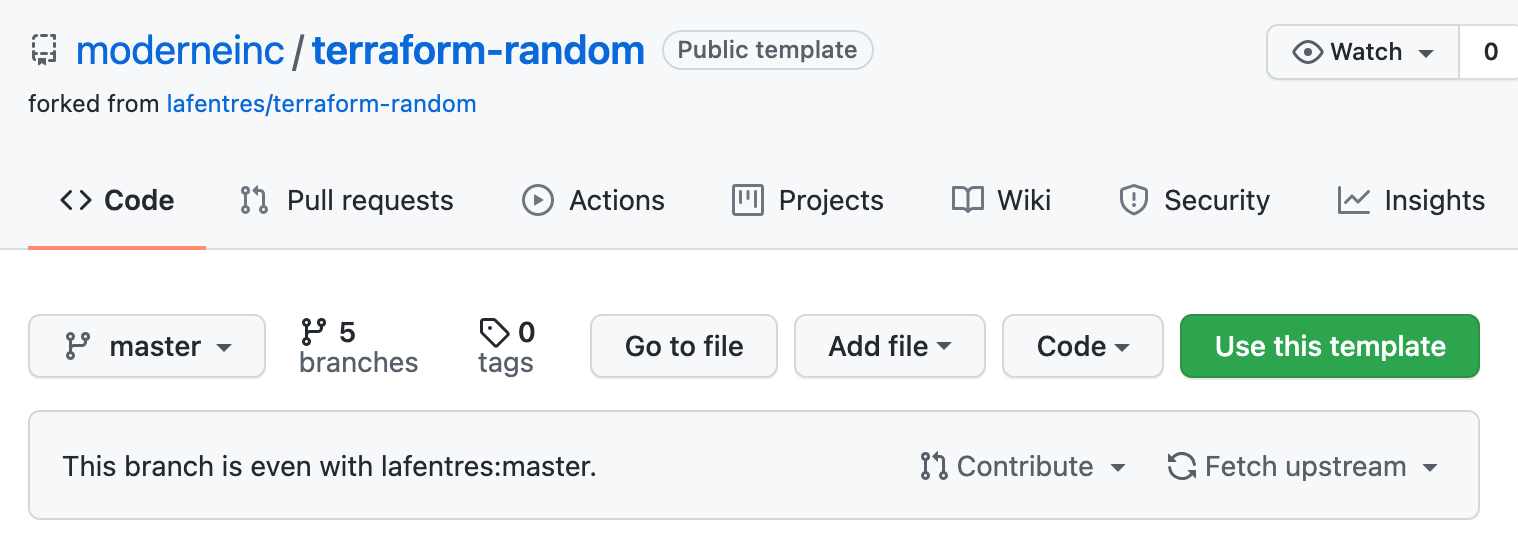 moderneinc / terraform-random Public template Watch 0
forked from lafentres/terraform-random
Code Pull requests Actions Projects Wiki Security Insights
master 5 branches 0 tags Go to file Add file Code Use this template
This branch is even with lafentres:master. Contribute Fetch upstream